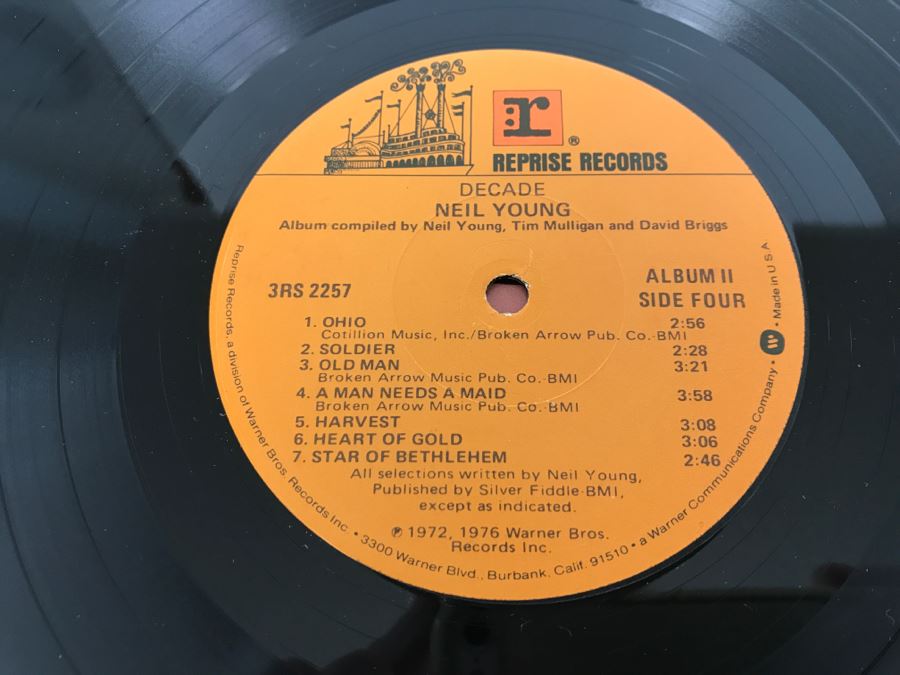 r ®
REPRISE RECORDS
DECADE
NEIL YOUNG
Album compiled by Neil Young, Tim Mulligan and David Briggs
3RS 2257
ALBUM II
SIDE FOUR
1. OHIO 2:56
Cotillion Music, Inc./Broken Arrow Pub. Co.-BMI
2. SOLDIER 2:28
3. OLD MAN 3:21
Broken Arrow Music Pub. Co.-BMI
4. A MAN NEEDS A MAID 3:58
Broken Arrow Music Pub. Co.-BMI
5. HARVEST 3:08
6. HEART OF GOLD 3:06
7. STAR OF BETHLEHEM 2:46
All selections written by Neil Young,
Published by Silver Fiddle-BMI,
except as indicated.
℗ 1972, 1976 Warner Bros.
Records Inc.
Reprise Records, a division of Warner Bros. Records Inc. • 3300 Warner Blvd., Burbank, Calif. 91510 • a Warner Communications Company • Made in U.S.A.